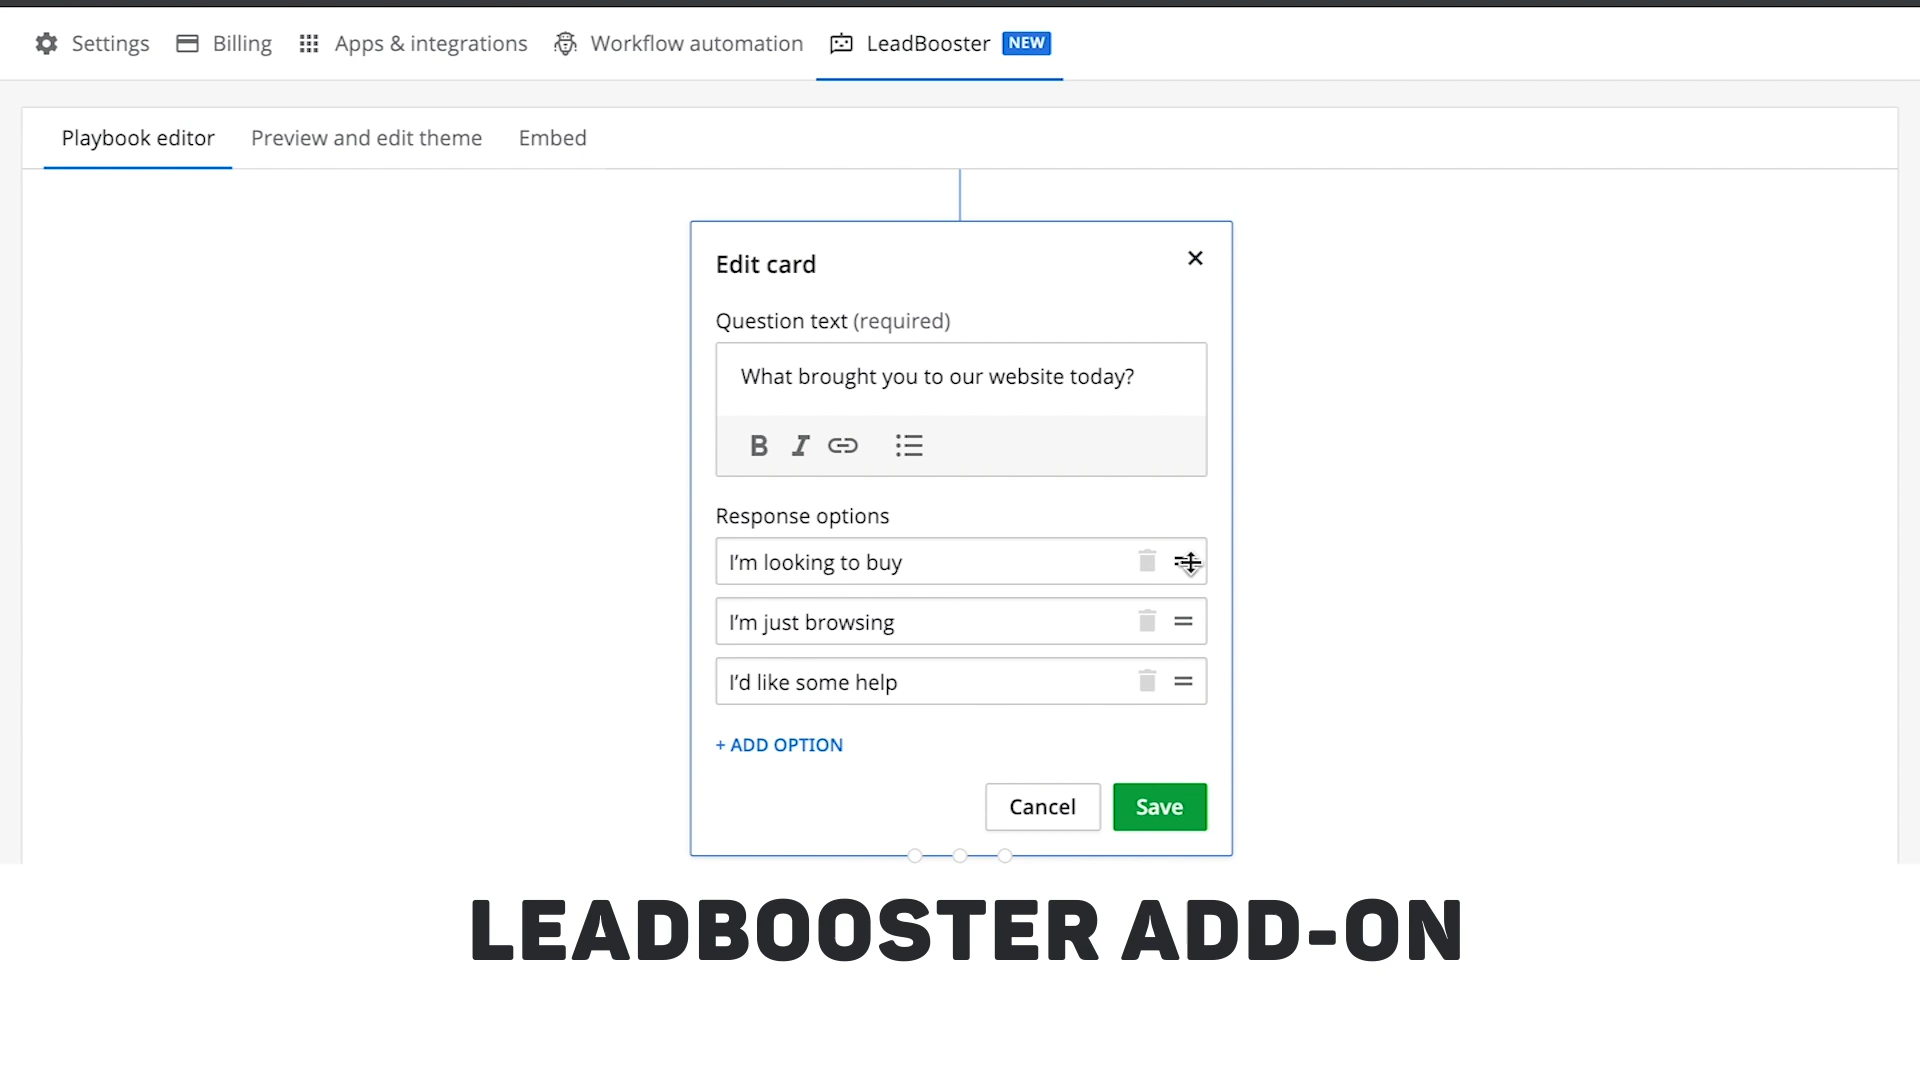 Settings Billing Apps & integrations Workflow automation LeadBooster NEW
Playbook editor Preview and edit theme Embed
Edit card
Question text (required)
What brought you to our website today?
B I
Response options
I’m looking to buy
I’m just browsing
I’d like some help
+ ADD OPTION
Cancel Save
LEADBOOSTER ADD-ON